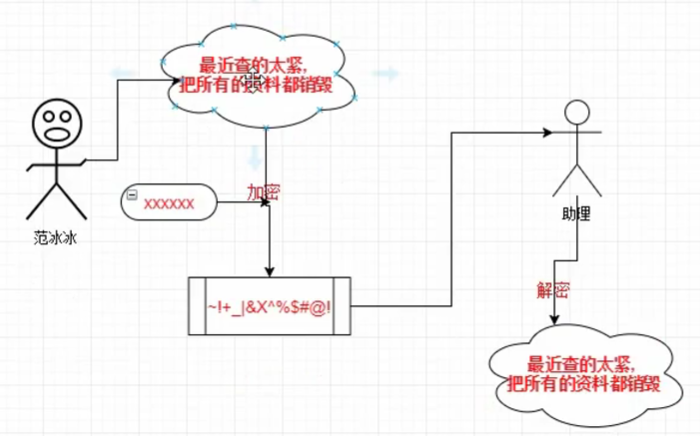 最近查的太紧，
把所有的资料都销毁
加密
xxxxxx
范冰冰
助理
~!+_|&X^%$#@!
解密
最近查的太紧，
把所有的资料都销毁